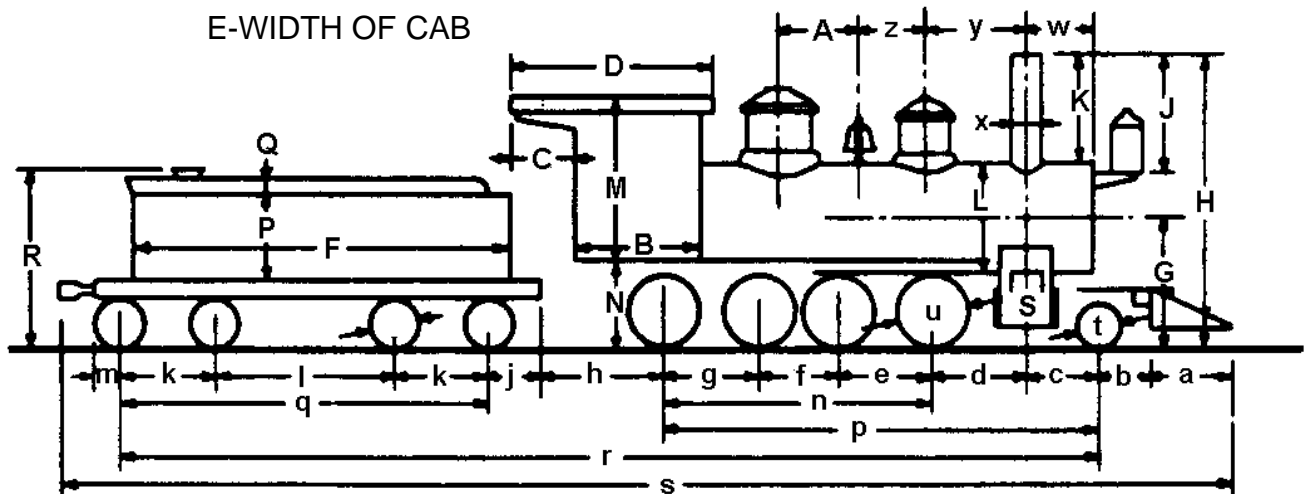 E-WIDTH OF CAB
A z y w
D
K J
x
Q
C
M
L
H
P
R
F
B
G
N
u S t
m k l k j h g f e d c b a
q n
p
r
s